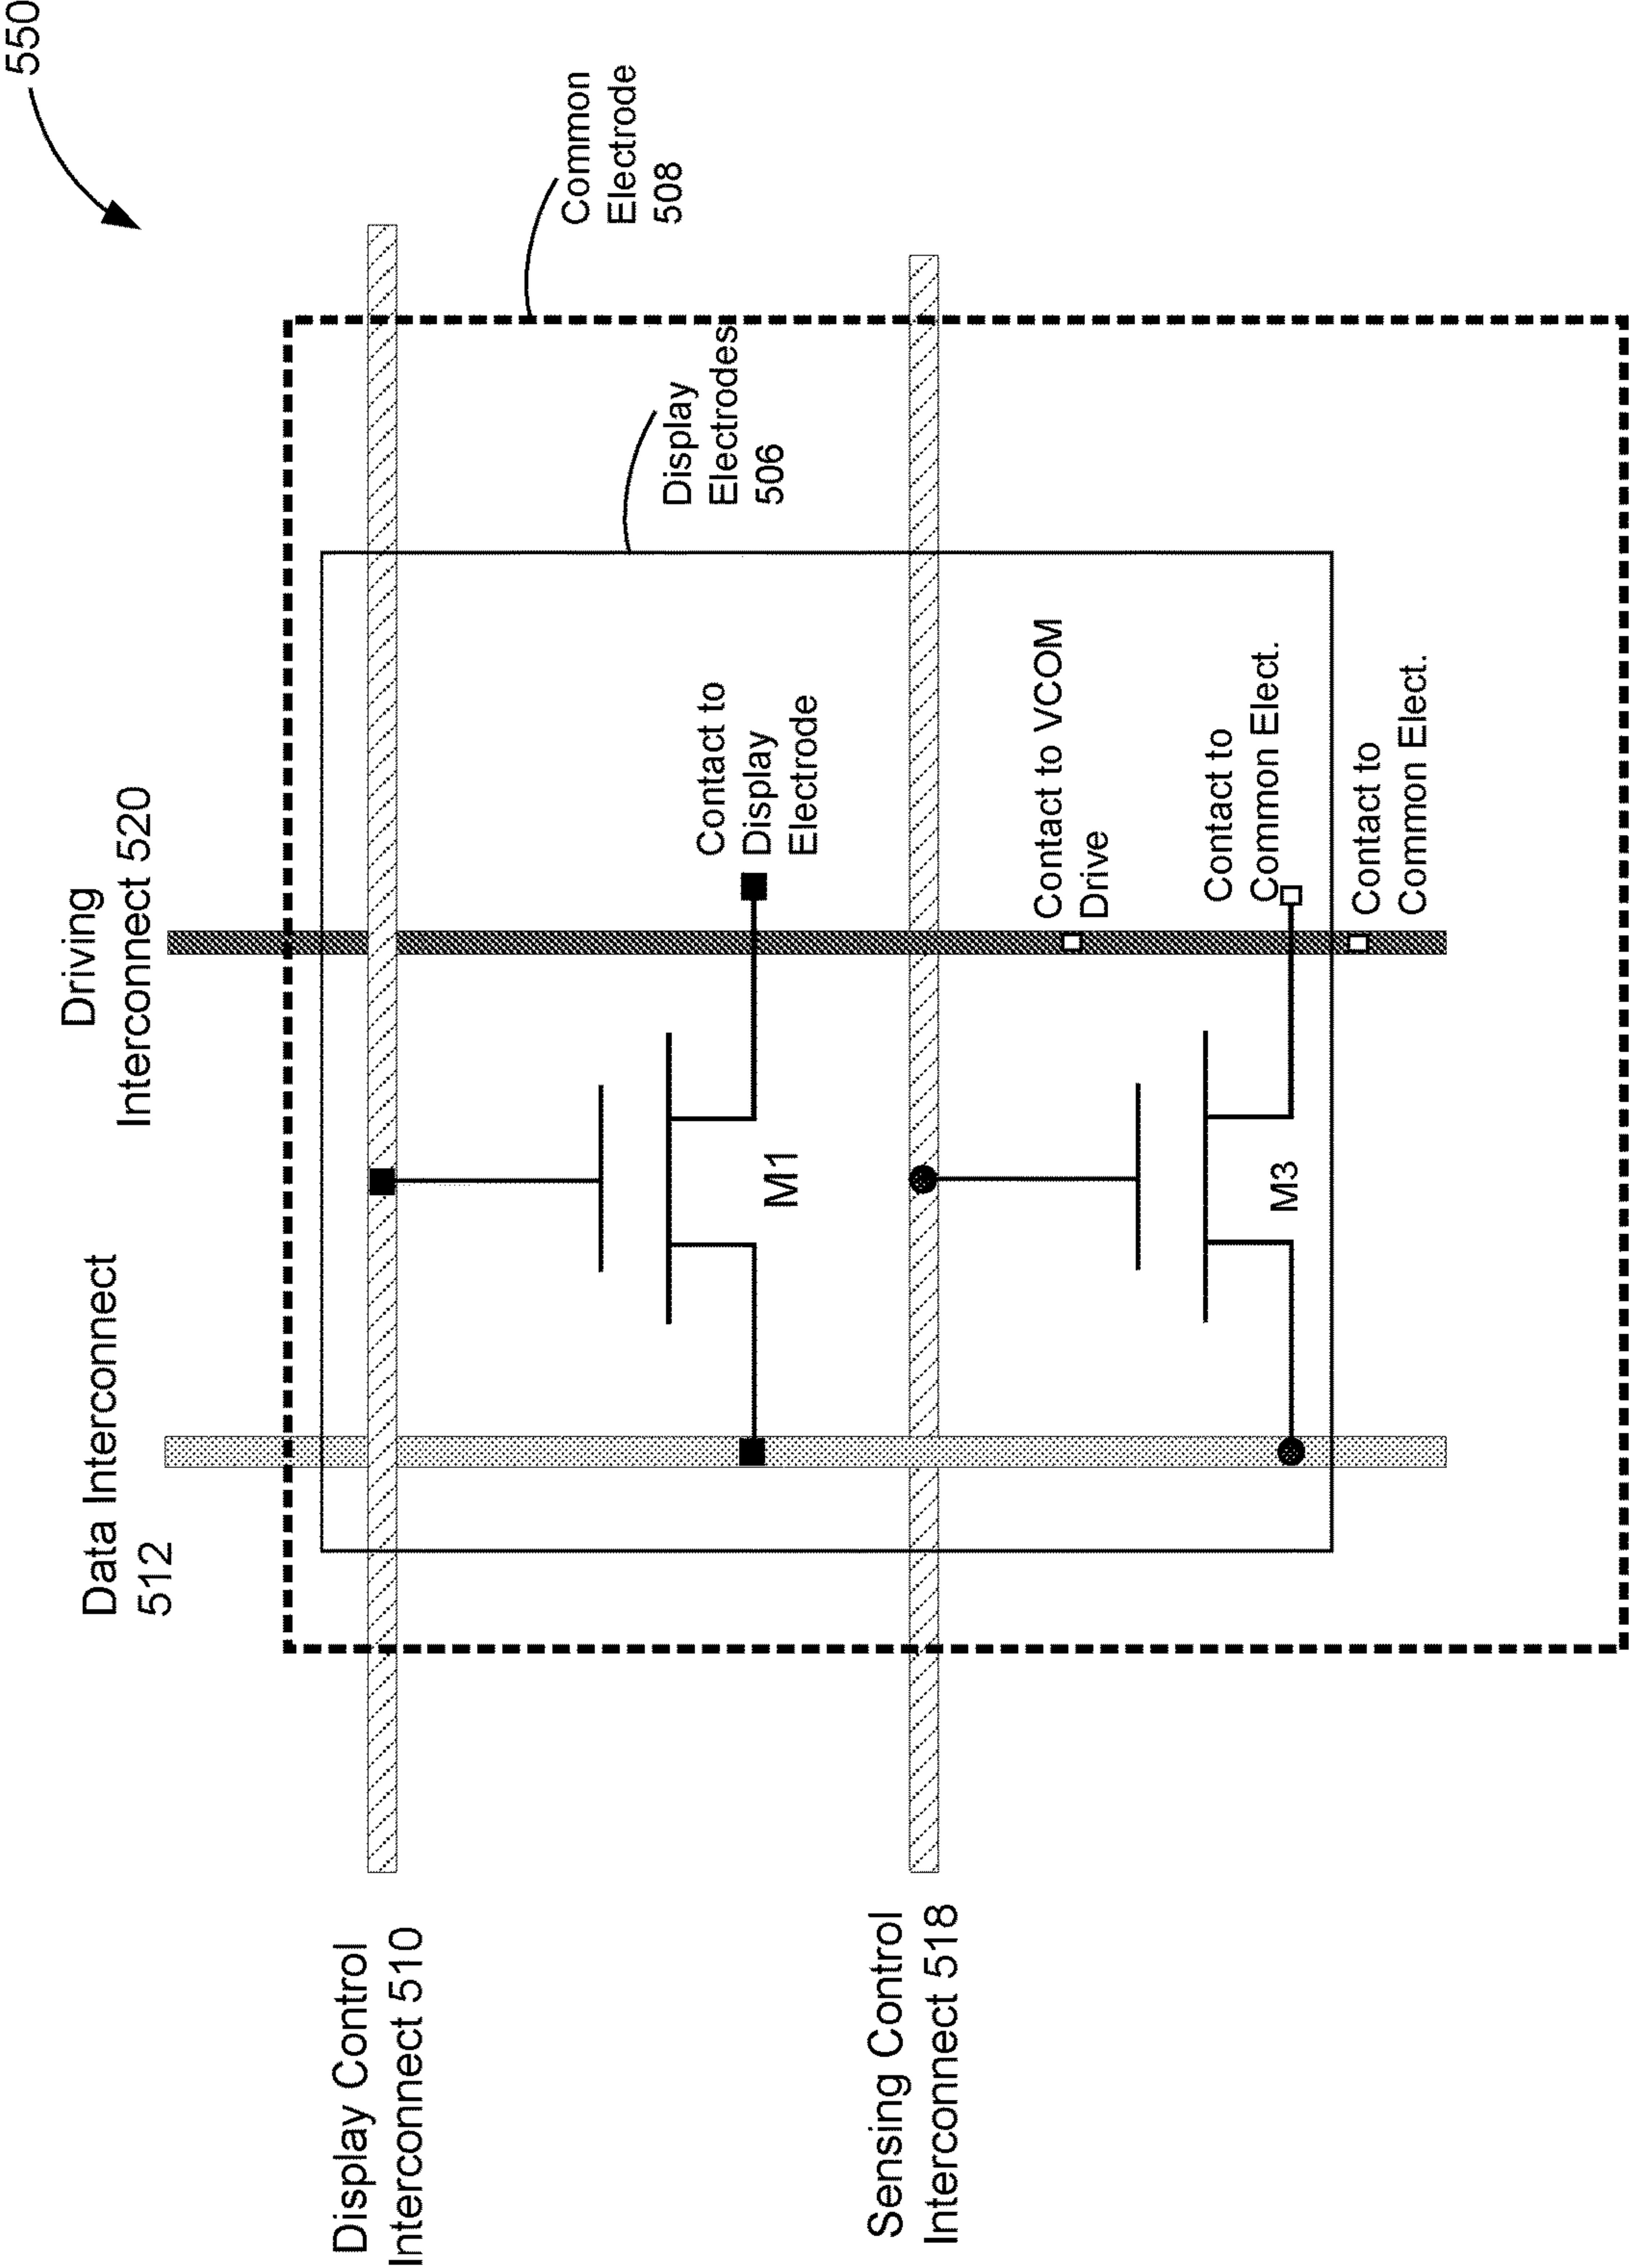 550
Driving
Interconnect 520
Data Interconnect
512
Common
Electrode
508
Display
Electrodes
506
Display Control
Interconnect 510
Contact to
Display
Electrode
M1
Sensing Control
Interconnect 518
Contact to VCOM
Drive
Contact to
Common Elect.
M3
Contact to
Common Elect.